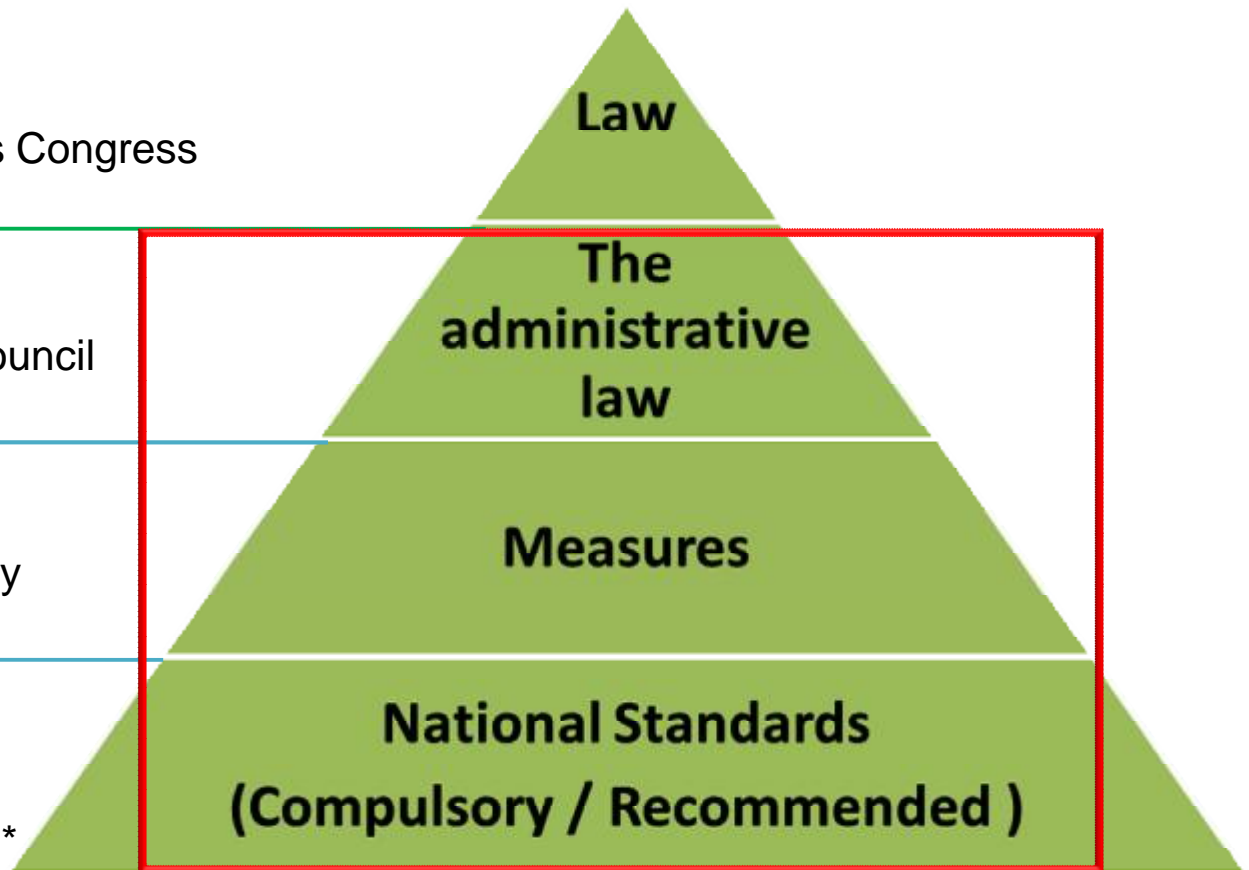 Law
s Congress
The
administrative
law
ouncil
Measures
y
National Standards
(Compulsory / Recommended )
*